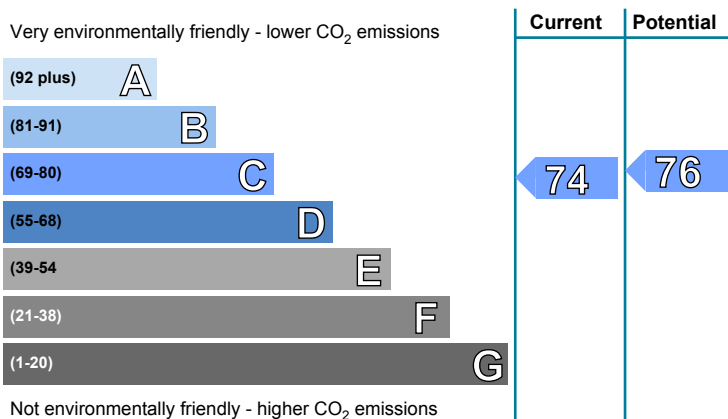 Very environmentally friendly - lower CO2 emissions
Current
Potential
(92 plus) A
(81-91) B
(69-80) C
(55-68) D
(39-54 E
(21-38) F
(1-20) G
74
76
Not environmentally friendly - higher CO2 emissions